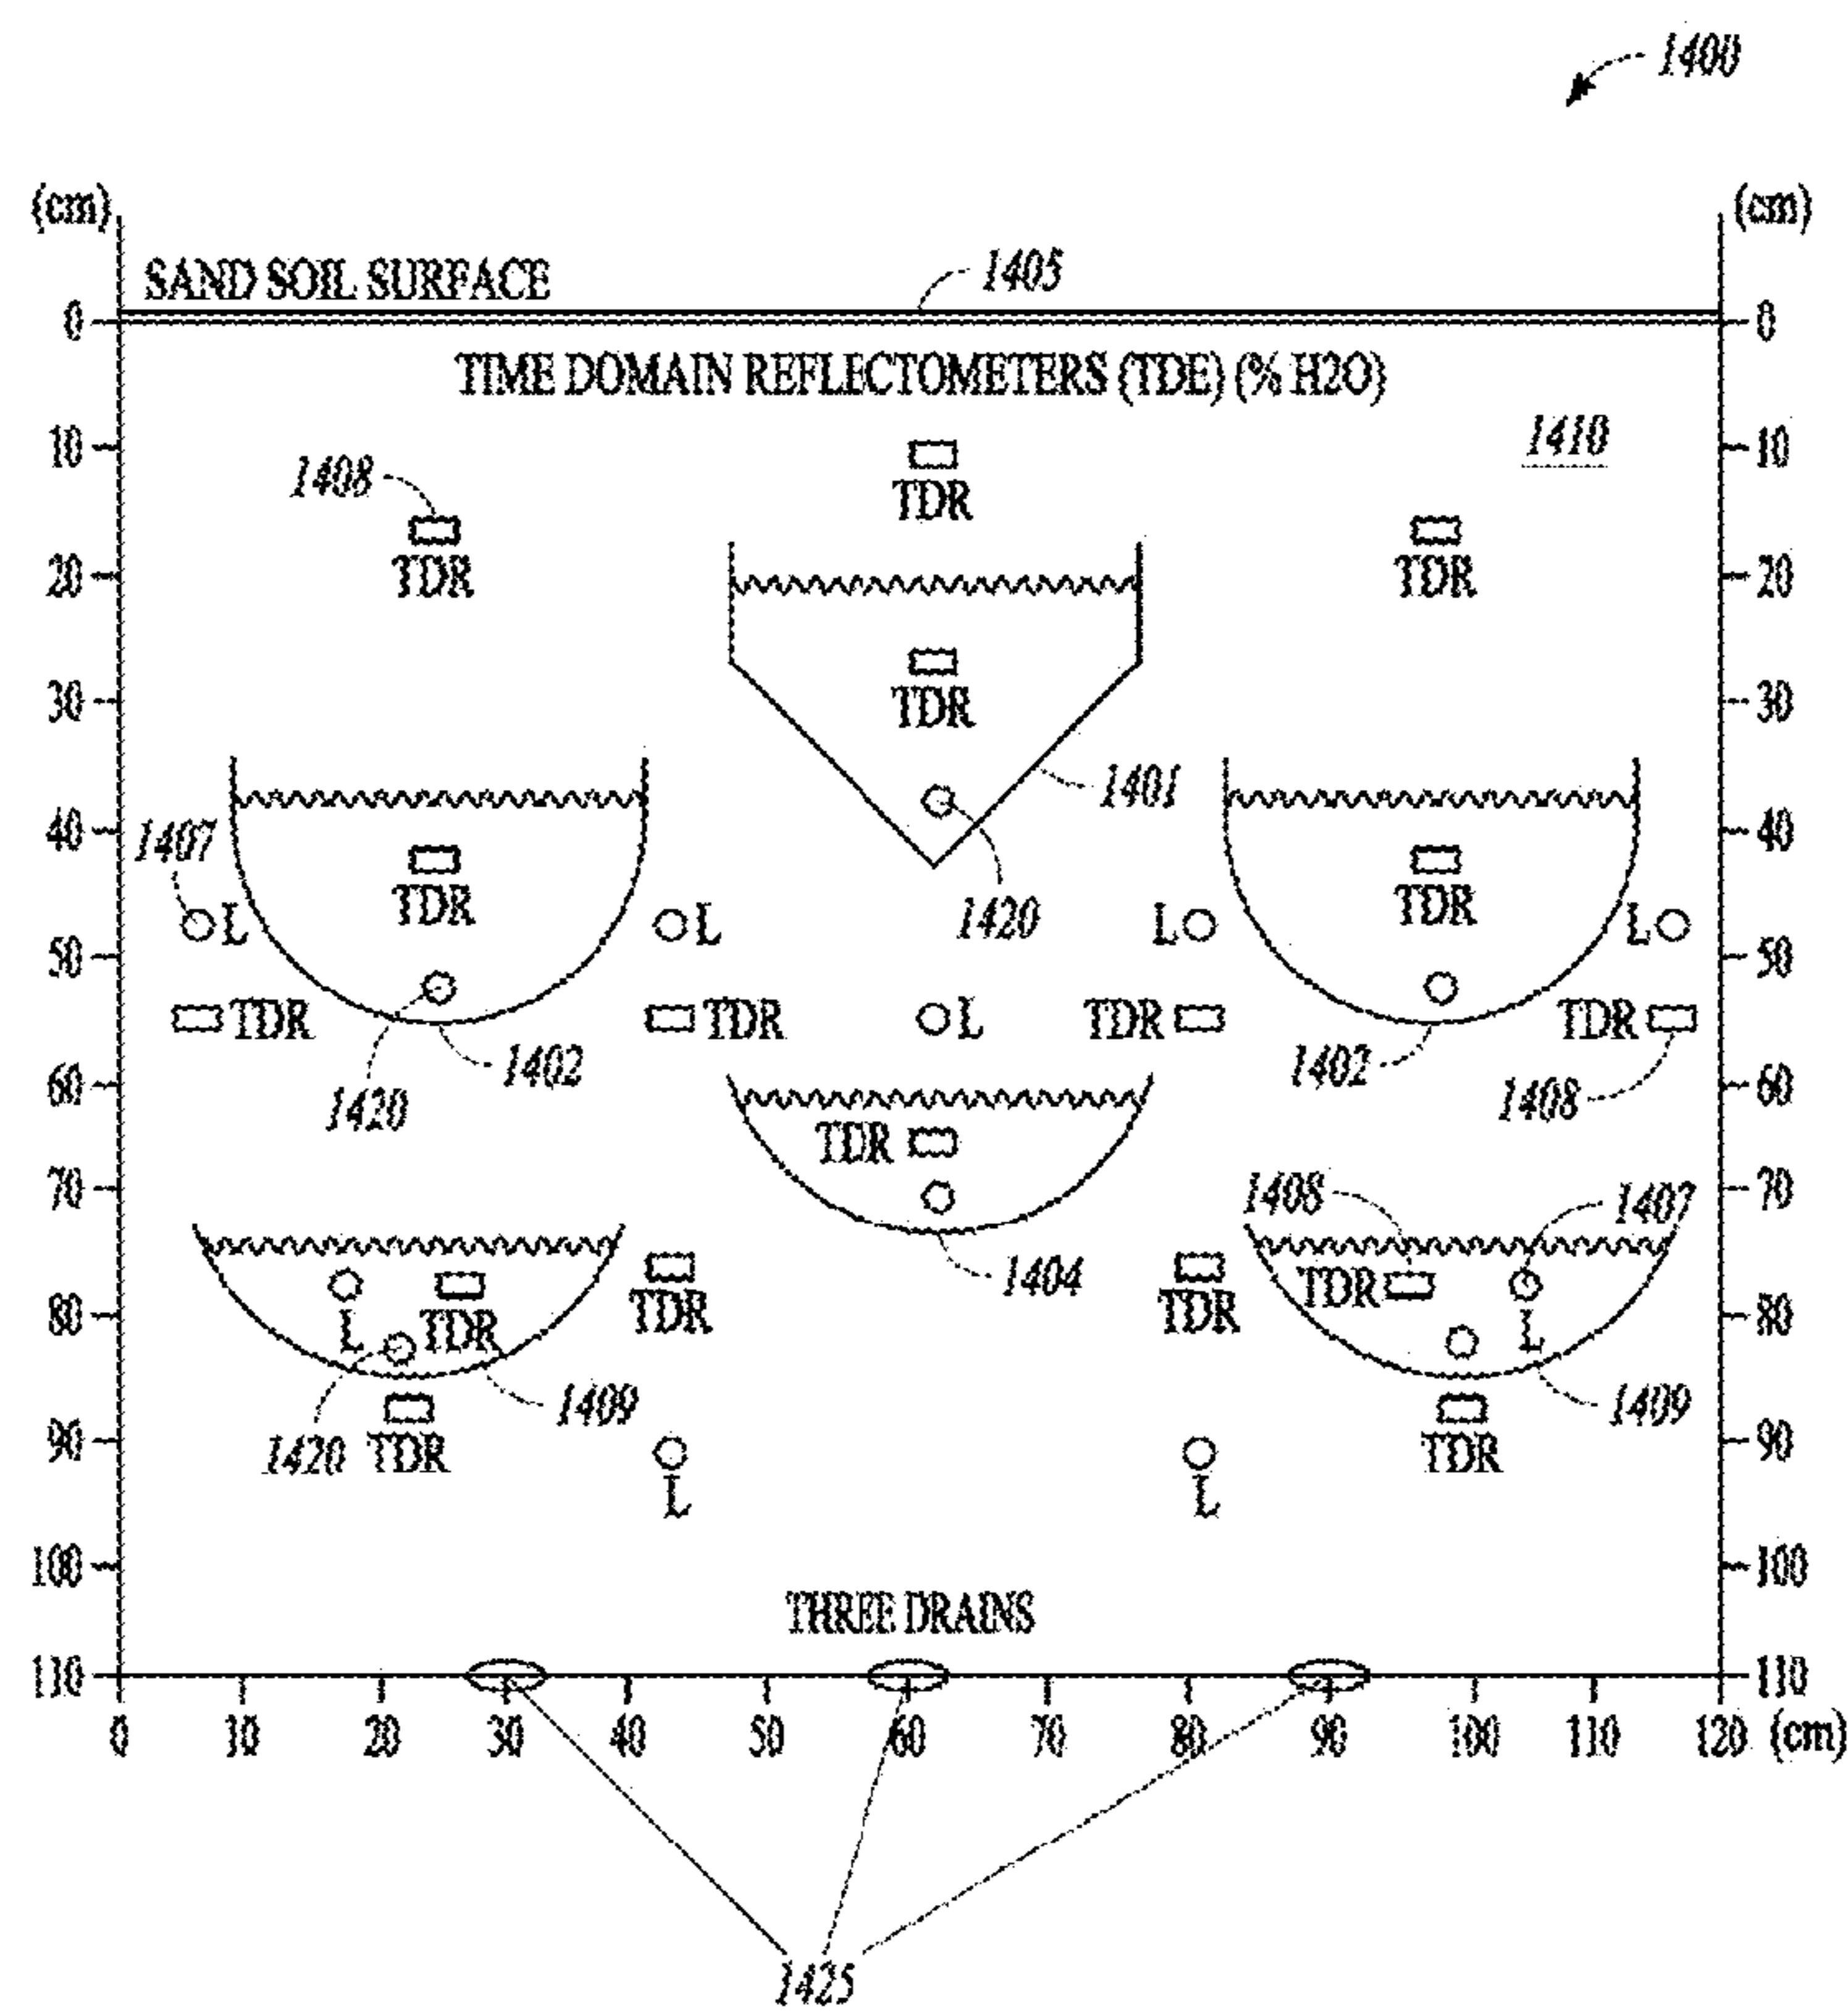 1400
(cm) (cm)
SAND SOIL SURFACE 1405
0 0
TIME DOMAIN REFLECTOMETERS (TDE) (% H2O)
10 1410 10
1408
TDR
TDR TDR
20 20
TDR
30 30
1401
40 40
1407
TDR TDR
1420
L L L L
50 50
TDR TDR L TDR TDR
1402 1402
60 60
1420 1408
TDR
70 1408 1407 70
1404 TDR
TDR TDR
80 L TDR L 80
1409 1409
90 1420 TDR TDR 90
L L
100 100
THREE DRAINS
110 110
0 10 20 30 40 50 60 70 80 90 100 110 120 (cm)
1425